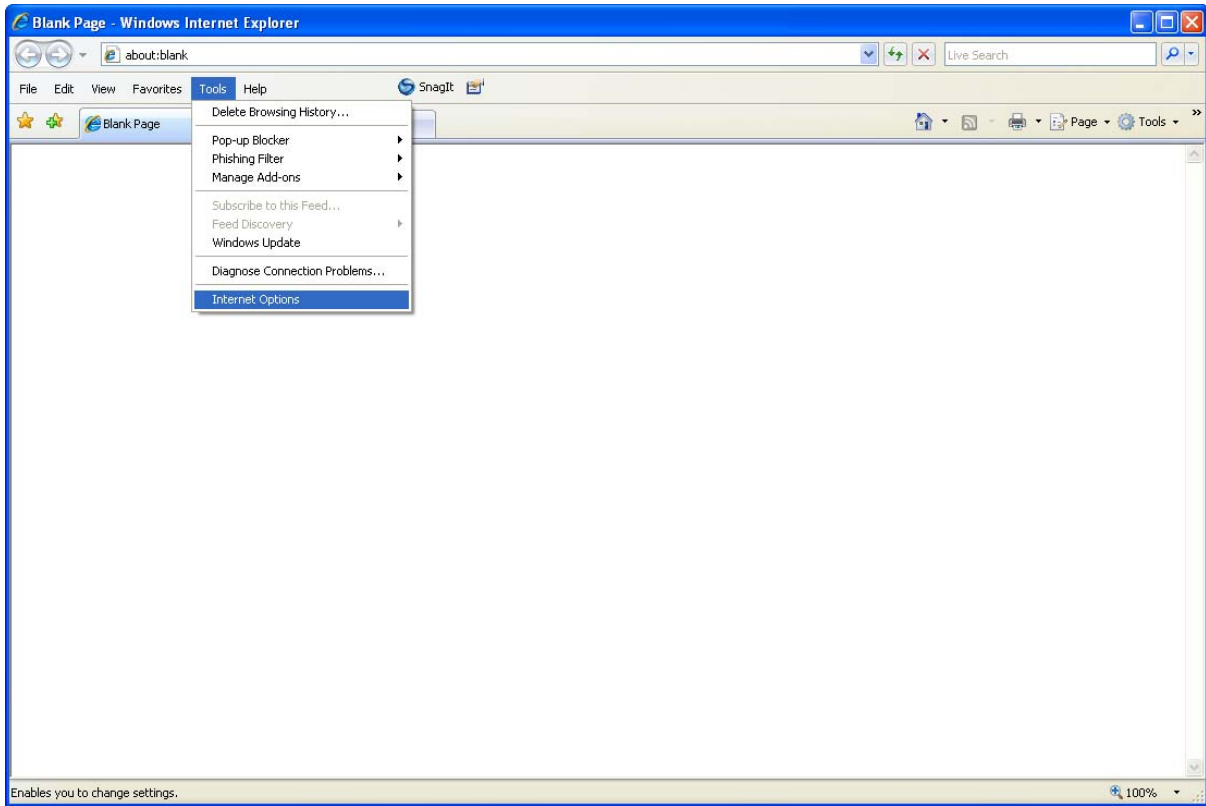 Blank Page - Windows Internet Explorer
about:blank
Live Search
File Edit View Favorites Tools Help SnagIt
Blank Page
Page Tools »
Delete Browsing History...
Pop-up Blocker
Phishing Filter
Manage Add-ons
Subscribe to this Feed...
Feed Discovery
Windows Update
Diagnose Connection Problems...
Internet Options
Enables you to change settings.
100%